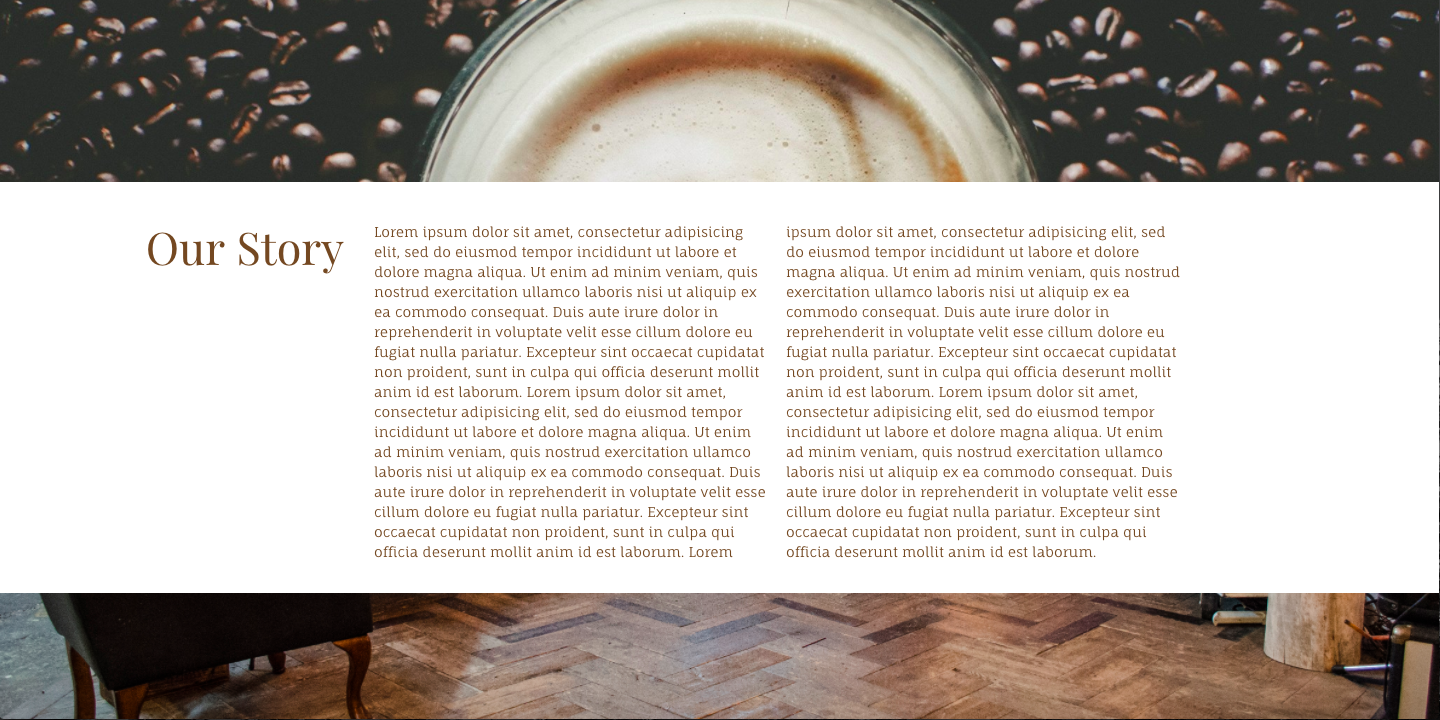 Our Story
Lorem ipsum dolor sit amet, consectetur adipisicing
elit, sed do eiusmod tempor incididunt ut labore et
dolore magna aliqua. Ut enim ad minim veniam, quis
nostrud exercitation ullamco laboris nisi ut aliquip ex
ea commodo consequat. Duis aute irure dolor in
reprehenderit in voluptate velit esse cillum dolore eu
fugiat nulla pariatur. Excepteur sint occaecat cupidatat
non proident, sunt in culpa qui officia deserunt mollit
anim id est laborum. Lorem ipsum dolor sit amet,
consectetur adipisicing elit, sed do eiusmod tempor
incididunt ut labore et dolore magna aliqua. Ut enim
ad minim veniam, quis nostrud exercitation ullamco
laboris nisi ut aliquip ex ea commodo consequat. Duis
aute irure dolor in reprehenderit in voluptate velit esse
cillum dolore eu fugiat nulla pariatur. Excepteur sint
occaecat cupidatat non proident, sunt in culpa qui
officia deserunt mollit anim id est laborum. Lorem
ipsum dolor sit amet, consectetur adipisicing elit, sed
do eiusmod tempor incididunt ut labore et dolore
magna aliqua. Ut enim ad minim veniam, quis nostrud
exercitation ullamco laboris nisi ut aliquip ex ea
commodo consequat. Duis aute irure dolor in
reprehenderit in voluptate velit esse cillum dolore eu
fugiat nulla pariatur. Excepteur sint occaecat cupidatat
non proident, sunt in culpa qui officia deserunt mollit
anim id est laborum. Lorem ipsum dolor sit amet,
consectetur adipisicing elit, sed do eiusmod tempor
incididunt ut labore et dolore magna aliqua. Ut enim
ad minim veniam, quis nostrud exercitation ullamco
laboris nisi ut aliquip ex ea commodo consequat. Duis
aute irure dolor in reprehenderit in voluptate velit esse
cillum dolore eu fugiat nulla pariatur. Excepteur sint
occaecat cupidatat non proident, sunt in culpa qui
officia deserunt mollit anim id est laborum.